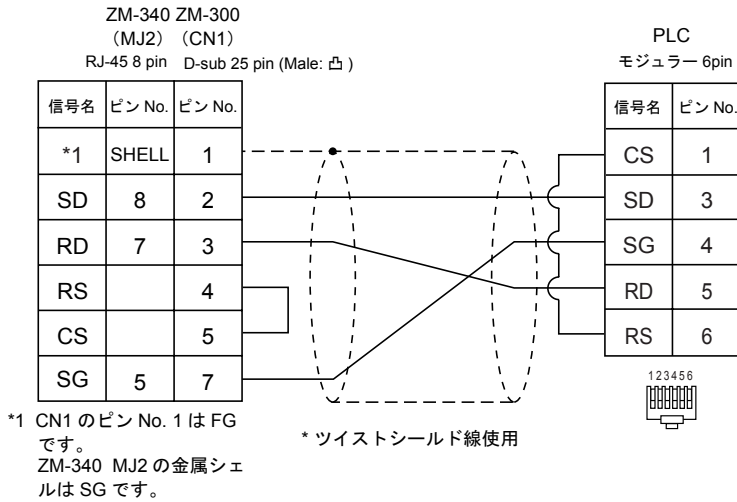 ZM-340 ZM-300
（MJ2）（CN1）
RJ-45 8 pin D-sub 25 pin (Male: 凸 )
PLC
モジュラー 6pin
信号名 ピン No. ピン No.
*1 SHELL 1
SD 8 2
RD 7 3
RS 4
CS 5
SG 5 7
信号名 ピン No.
CS 1
SD 3
SG 4
RD 5
RS 6
123456
*1 CN1 のピン No. 1 は FG
です。
ZM-340 MJ2 の金属シェ
ルは SG です。
* ツイストシールド線使用